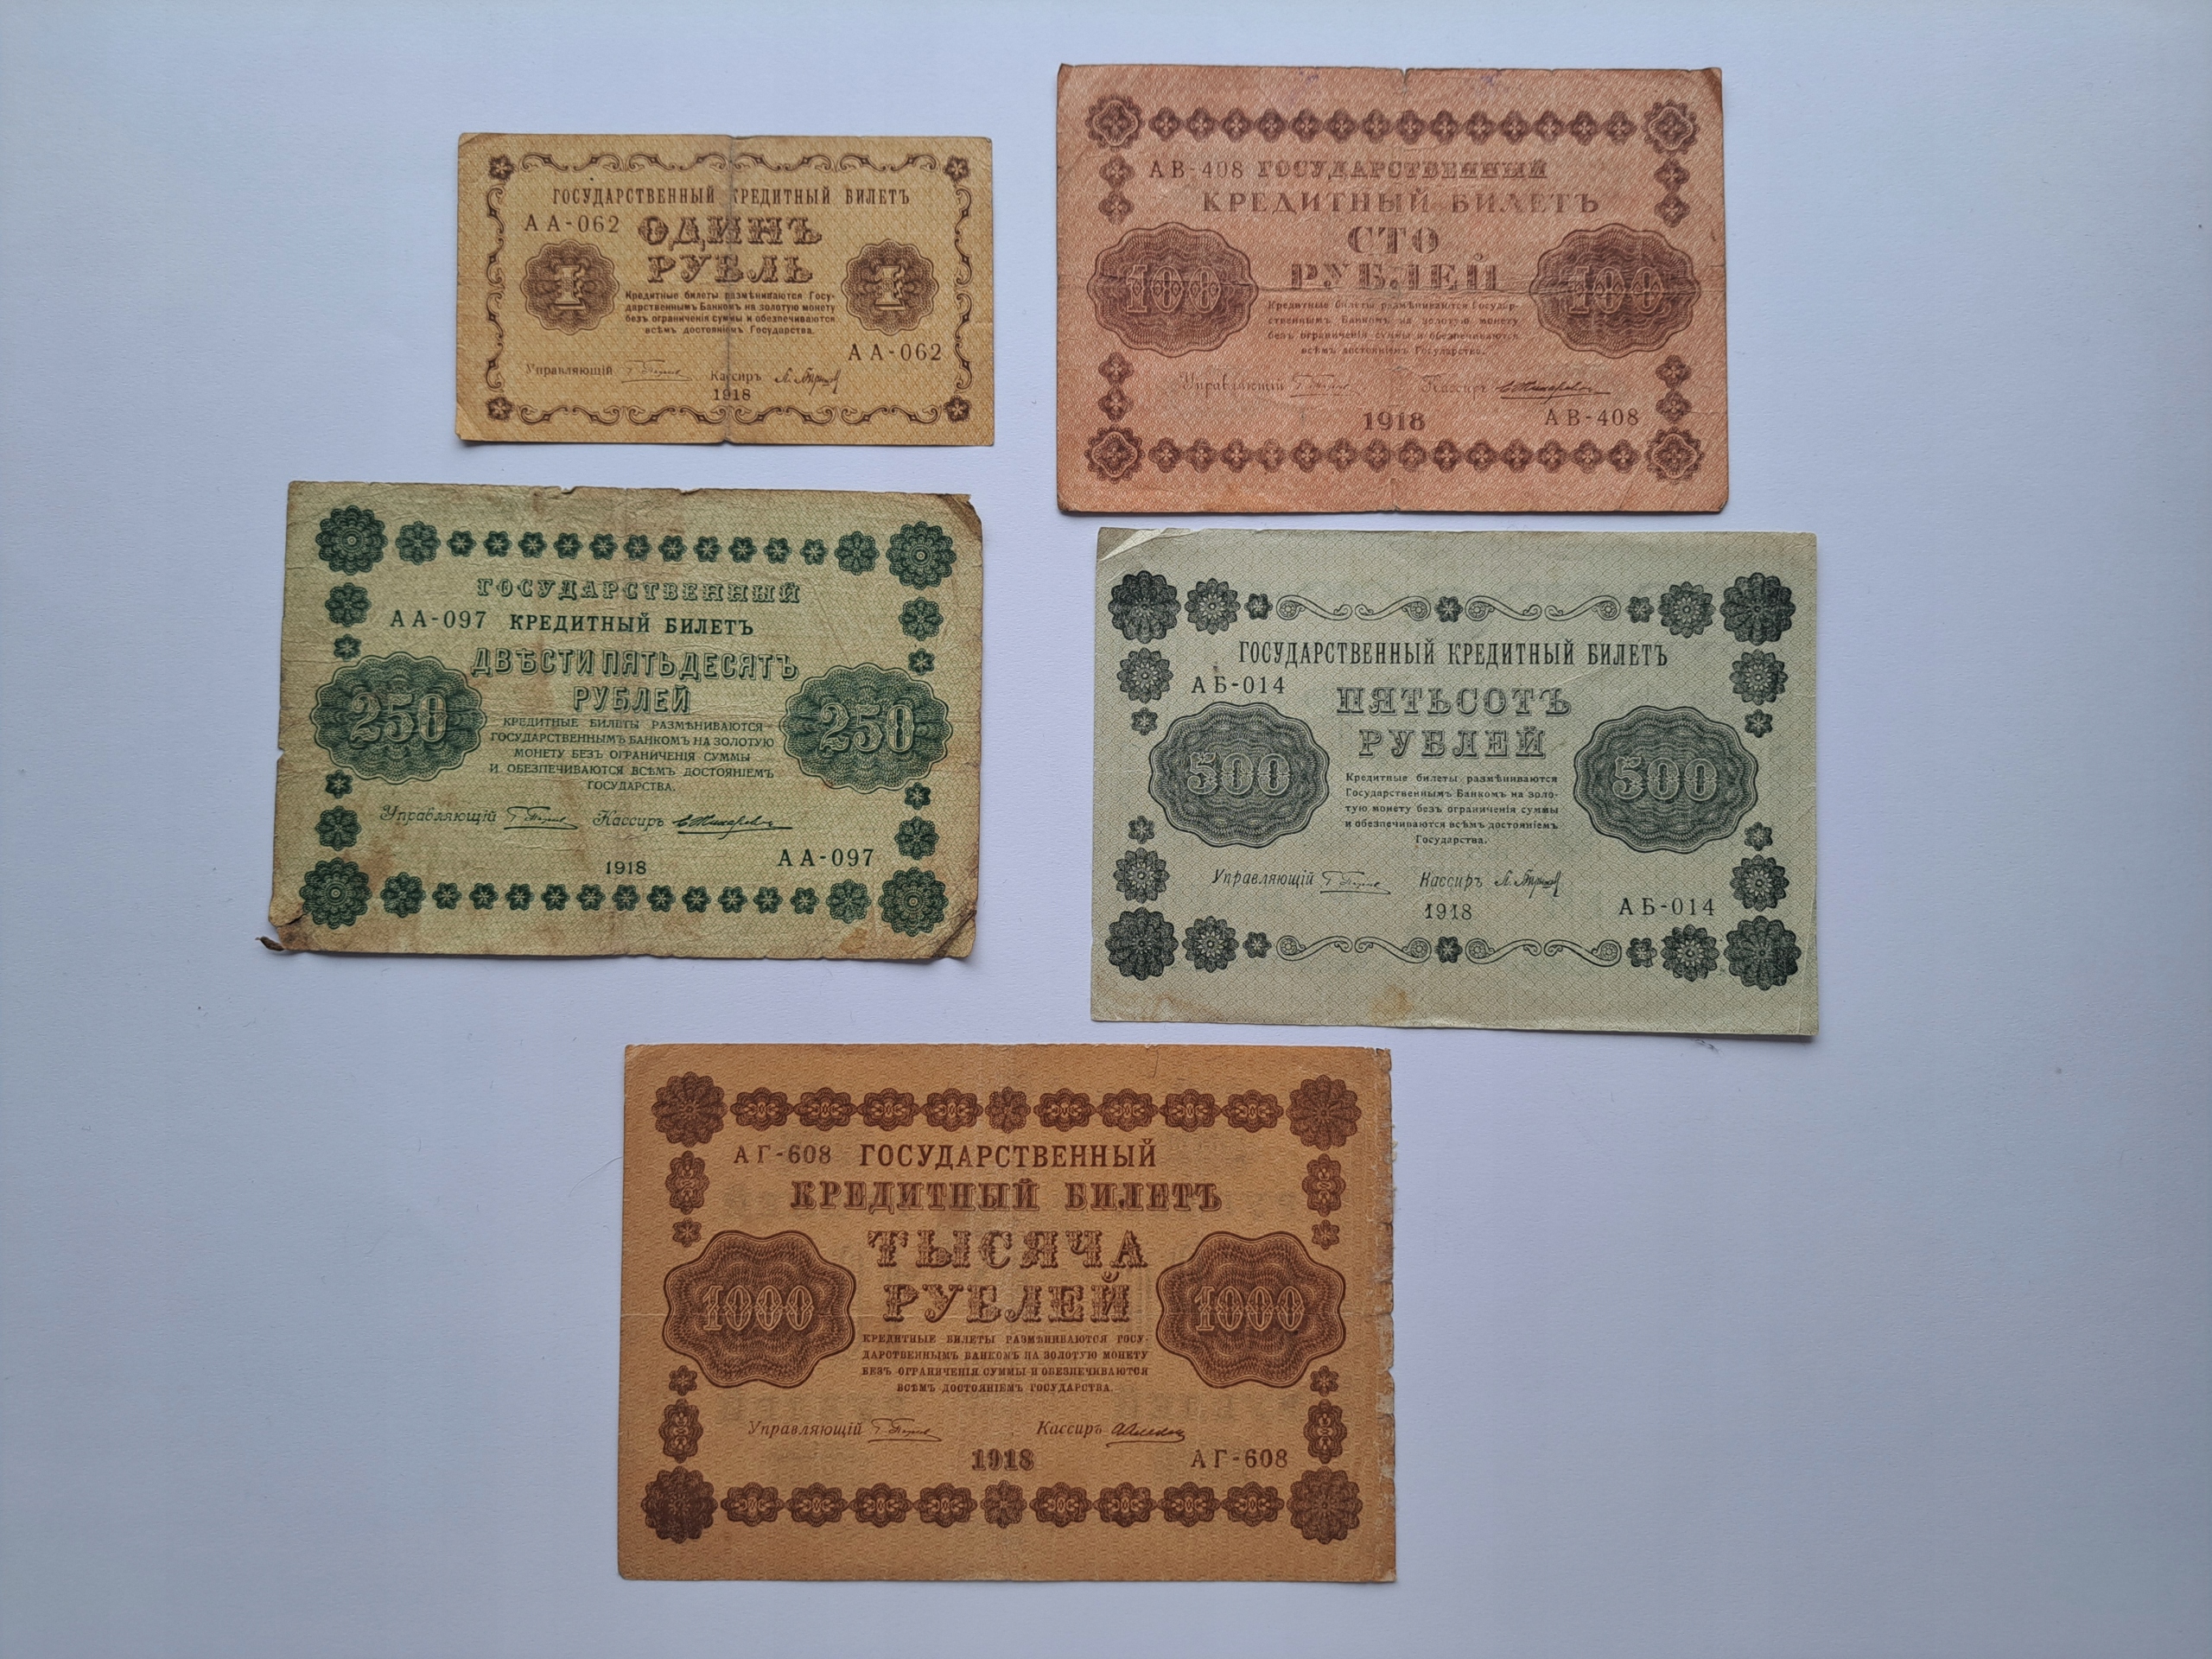 ГОСУДАРСТВЕННЫЙ КРЕДИТНЫЙ БИЛЕТЪ
АА-062 ОДИНЪ
РУБЛЬ
1 1
Кредитные билеты размѣниваются Госу-
дарственнымъ Банкомъ на золотую монету
безъ ограниченія суммы и обезпечиваются
всѣмъ достояніемъ Государства.
АА-062
Управляющій Кассиръ
1918
АВ-408 ГОСУДАРСТВЕННЫЙ
КРЕДИТНЫЙ БИЛЕТЪ
СТО
РУБЛЕЙ
100 100
Кредитные билеты размѣниваются Государ-
ственнымъ Банкомъ на золотую монету
безъ ограниченія суммы и обезпечиваются
всѣмъ достояніемъ Государства.
Управляющій Кассиръ
1918 АВ-408
ГОСУДАРСТВЕННЫЙ
АА-097 КРЕДИТНЫЙ БИЛЕТЪ
ДВѢСТИ ПЯТЬДЕСЯТЪ
РУБЛЕЙ
250 250
КРЕДИТНЫЕ БИЛЕТЫ РАЗМѢНИВАЮТСЯ
ГОСУДАРСТВЕННЫМЪ БАНКОМЪ НА ЗОЛОТУЮ
МОНЕТУ БЕЗЪ ОГРАНИЧЕНІЯ СУММЫ
И ОБЕЗПЕЧИВАЮТСЯ ВСѢМЪ ДОСТОЯНІЕМЪ
ГОСУДАРСТВА.
Управляющій Кассиръ
1918 АА-097
ГОСУДАРСТВЕННЫЙ КРЕДИТНЫЙ БИЛЕТЪ
АБ-014 ПЯТЬСОТЪ
РУБЛЕЙ
500 500
Кредитные билеты размѣниваются
Государственнымъ Банкомъ на золо-
тую монету безъ ограниченія суммы
и обезпечиваются всѣмъ достояніемъ
Государства.
Управляющій Кассиръ
1918 АБ-014
АГ-608 ГОСУДАРСТВЕННЫЙ
КРЕДИТНЫЙ БИЛЕТЪ
ТЫСЯЧА
РУБЛЕЙ
1000 1000
КРЕДИТНЫЕ БИЛЕТЫ РАЗМѢНИВАЮТСЯ ГОСУ-
ДАРСТВЕННЫМЪ БАНКОМЪ НА ЗОЛОТУЮ МОНЕТУ
БЕЗЪ ОГРАНИЧЕНІЯ СУММЫ И ОБЕЗПЕЧИВАЮТСЯ
ВСѢМЪ ДОСТОЯНІЕМЪ ГОСУДАРСТВА.
Управляющій Кассиръ
1918 АГ-608